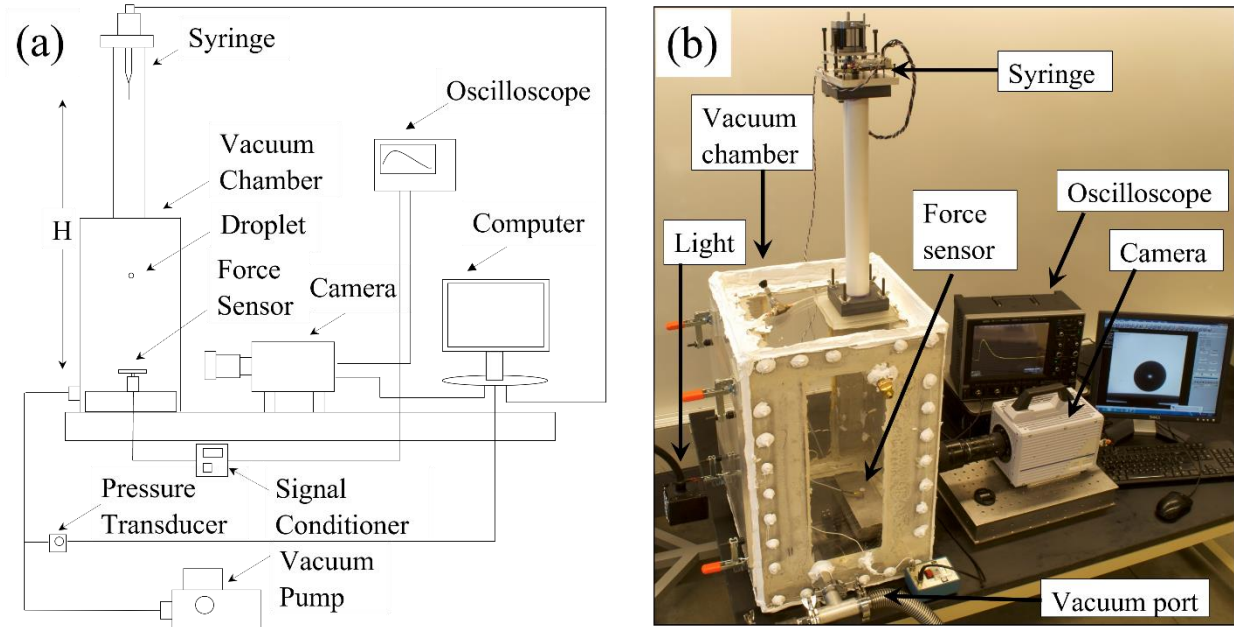 (a)
Syringe
Oscilloscope
Vacuum
Chamber
H
Droplet
Computer
Force
Sensor
Camera
Pressure
Transducer
Signal
Conditioner
Vacuum
Pump
(b)
Syringe
Vacuum
chamber
Oscilloscope
Force
sensor
Light
Camera
Vacuum port